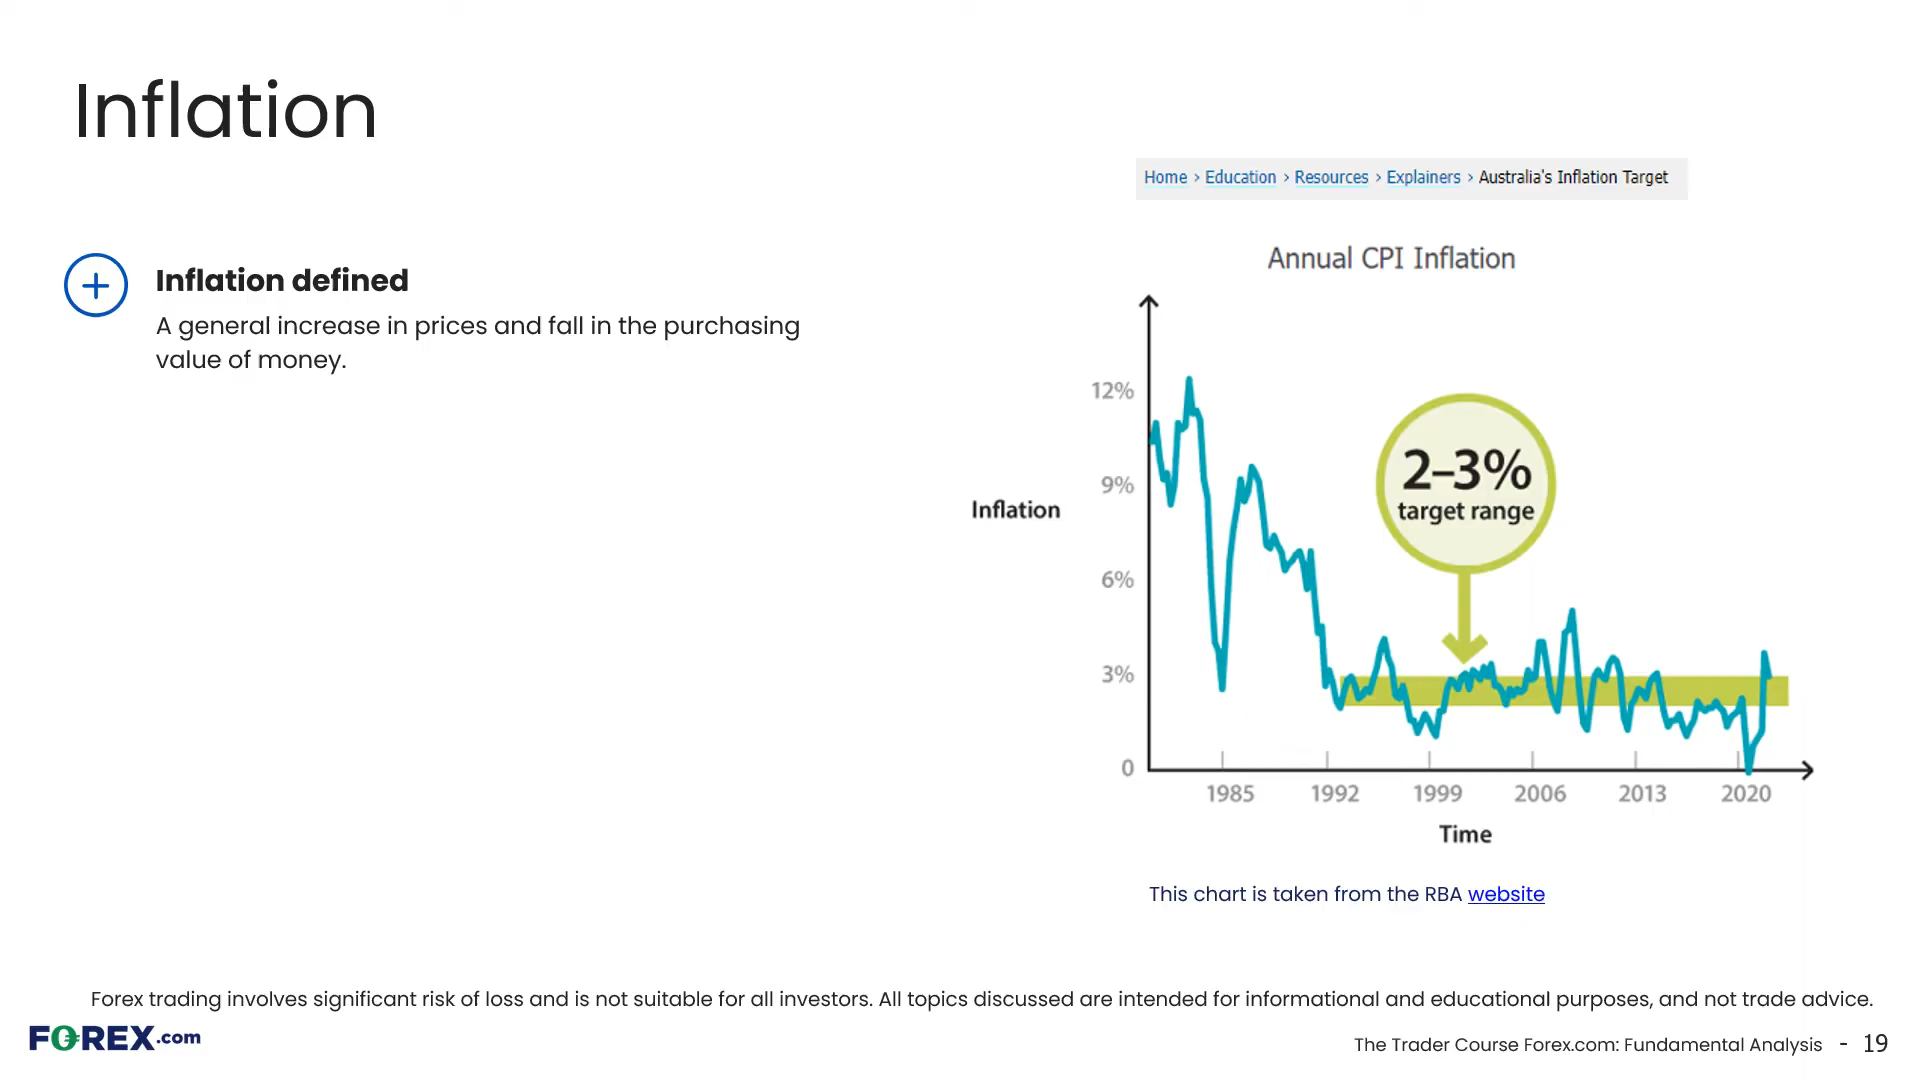 Inflation
Inflation defined
A general increase in prices and fall in the purchasing
value of money.
Home › Education › Resources › Explainers › Australia's Inflation Target
Annual CPI Inflation
12%
9%
6%
3%
0
Inflation
2–3%
target range
1985 1992 1999 2006 2013 2020
Time
This chart is taken from the RBA website
Forex trading involves significant risk of loss and is not suitable for all investors. All topics discussed are intended for informational and educational purposes, and not trade advice.
FOREX.com
The Trader Course Forex.com: Fundamental Analysis - 19